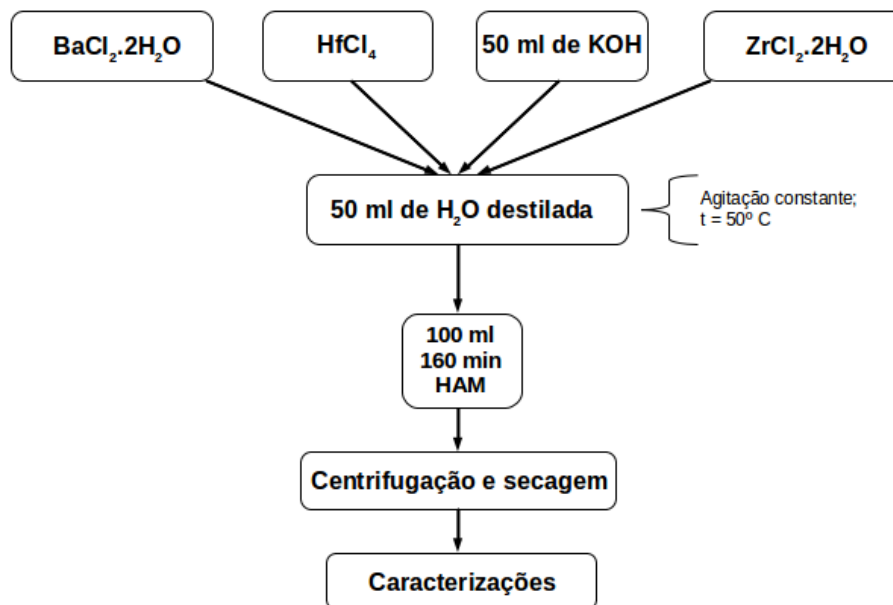 BaCl₂.2H₂O
HfCl₄
50 ml de KOH
ZrCl₂.2H₂O
50 ml de H₂O destilada
Agitação constante;
t = 50º C
100 ml
160 min
HAM
Centrifugação e secagem
Caracterizações